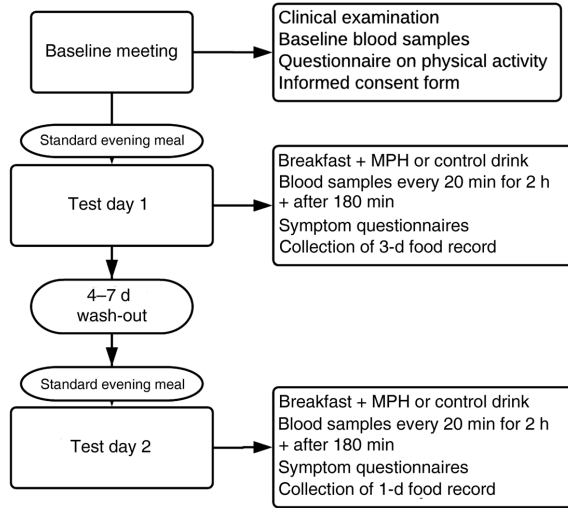 Baseline meeting
Clinical examination
Baseline blood samples
Questionnaire on physical activity
Informed consent form
Standard evening meal
Test day 1
Breakfast + MPH or control drink
Blood samples every 20 min for 2 h
+ after 180 min
Symptom questionnaires
Collection of 3-d food record
4–7 d
wash-out
Standard evening meal
Test day 2
Breakfast + MPH or control drink
Blood samples every 20 min for 2 h
+ after 180 min
Symptom questionnaires
Collection of 1-d food record